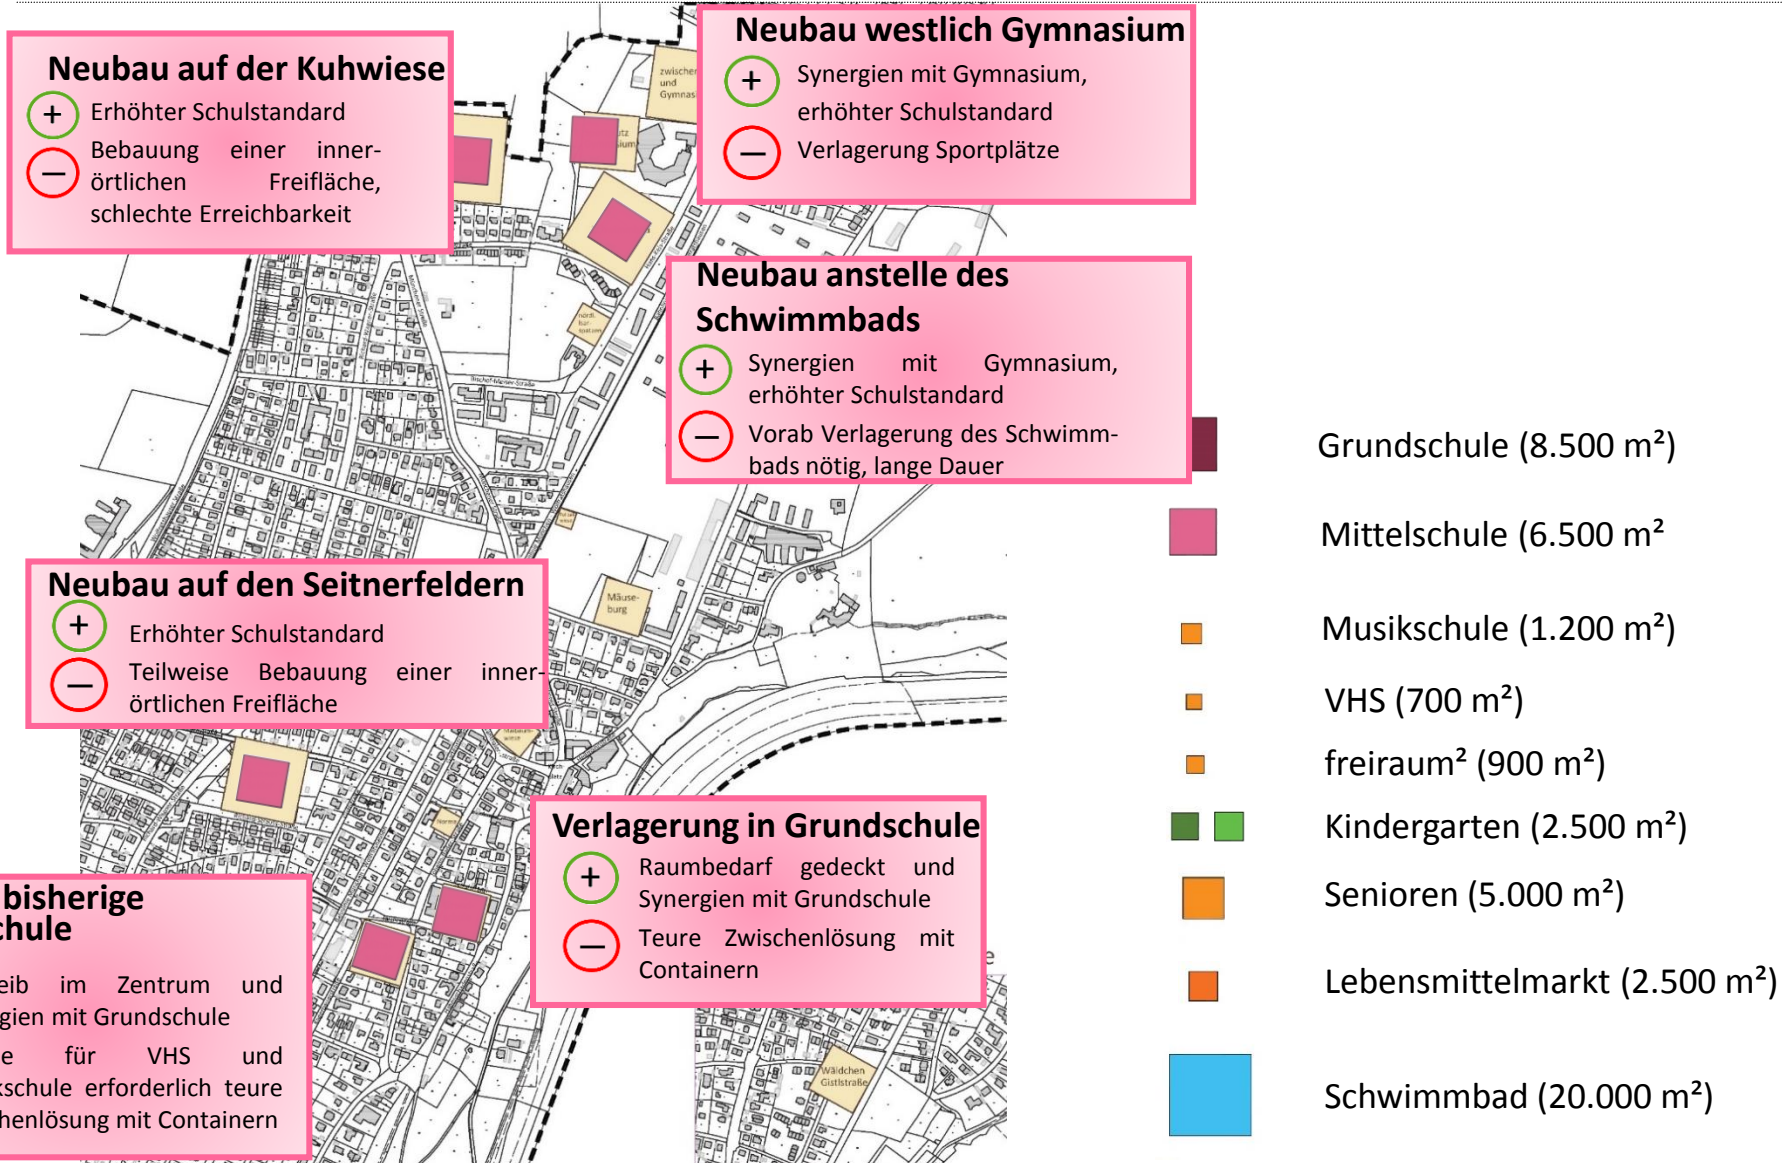 Neubau auf der Kuhwiese
+ Erhöhter Schulstandard
− Bebauung einer inner-
örtlichen Freifläche,
schlechte Erreichbarkeit
Neubau westlich Gymnasium
+ Synergien mit Gymnasium,
erhöhter Schulstandard
− Verlagerung Sportplätze
Neubau anstelle des
Schwimmbads
+ Synergien mit Gymnasium,
erhöhter Schulstandard
− Vorab Verlagerung des Schwimm-
bads nötig, lange Dauer
Neubau auf den Seitnerfeldern
+ Erhöhter Schulstandard
− Teilweise Bebauung einer inner-
örtlichen Freifläche
Verlagerung in Grundschule
+ Raumbedarf gedeckt und
Synergien mit Grundschule
− Teure Zwischenlösung mit
Containern
bisherige
chule
eib im Zentrum und
gien mit Grundschule
e für VHS und
kschule erforderlich teure
henlösung mit Containern
und
Mäuse-
burg
Wäldchen
Gistlstraße
Bischof-Meiser-Straße
Grundschule (8.500 m²)
Mittelschule (6.500 m²
Musikschule (1.200 m²)
VHS (700 m²)
freiraum² (900 m²)
Kindergarten (2.500 m²)
Senioren (5.000 m²)
Lebensmittelmarkt (2.500 m²)
Schwimmbad (20.000 m²)